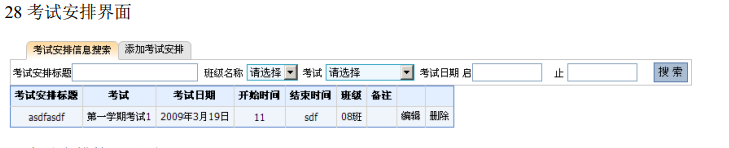 28 考试安排界面
考试安排信息搜索 添加考试安排
考试安排标题 班级名称 请选择 考试 请选择 考试日期 启 止 搜 索
考试安排标题 考试 考试日期 开始时间 结束时间 班级 备注
asdfasdf 第一学期考试1 2009年3月19日 11 sdf 08班 编辑 删除